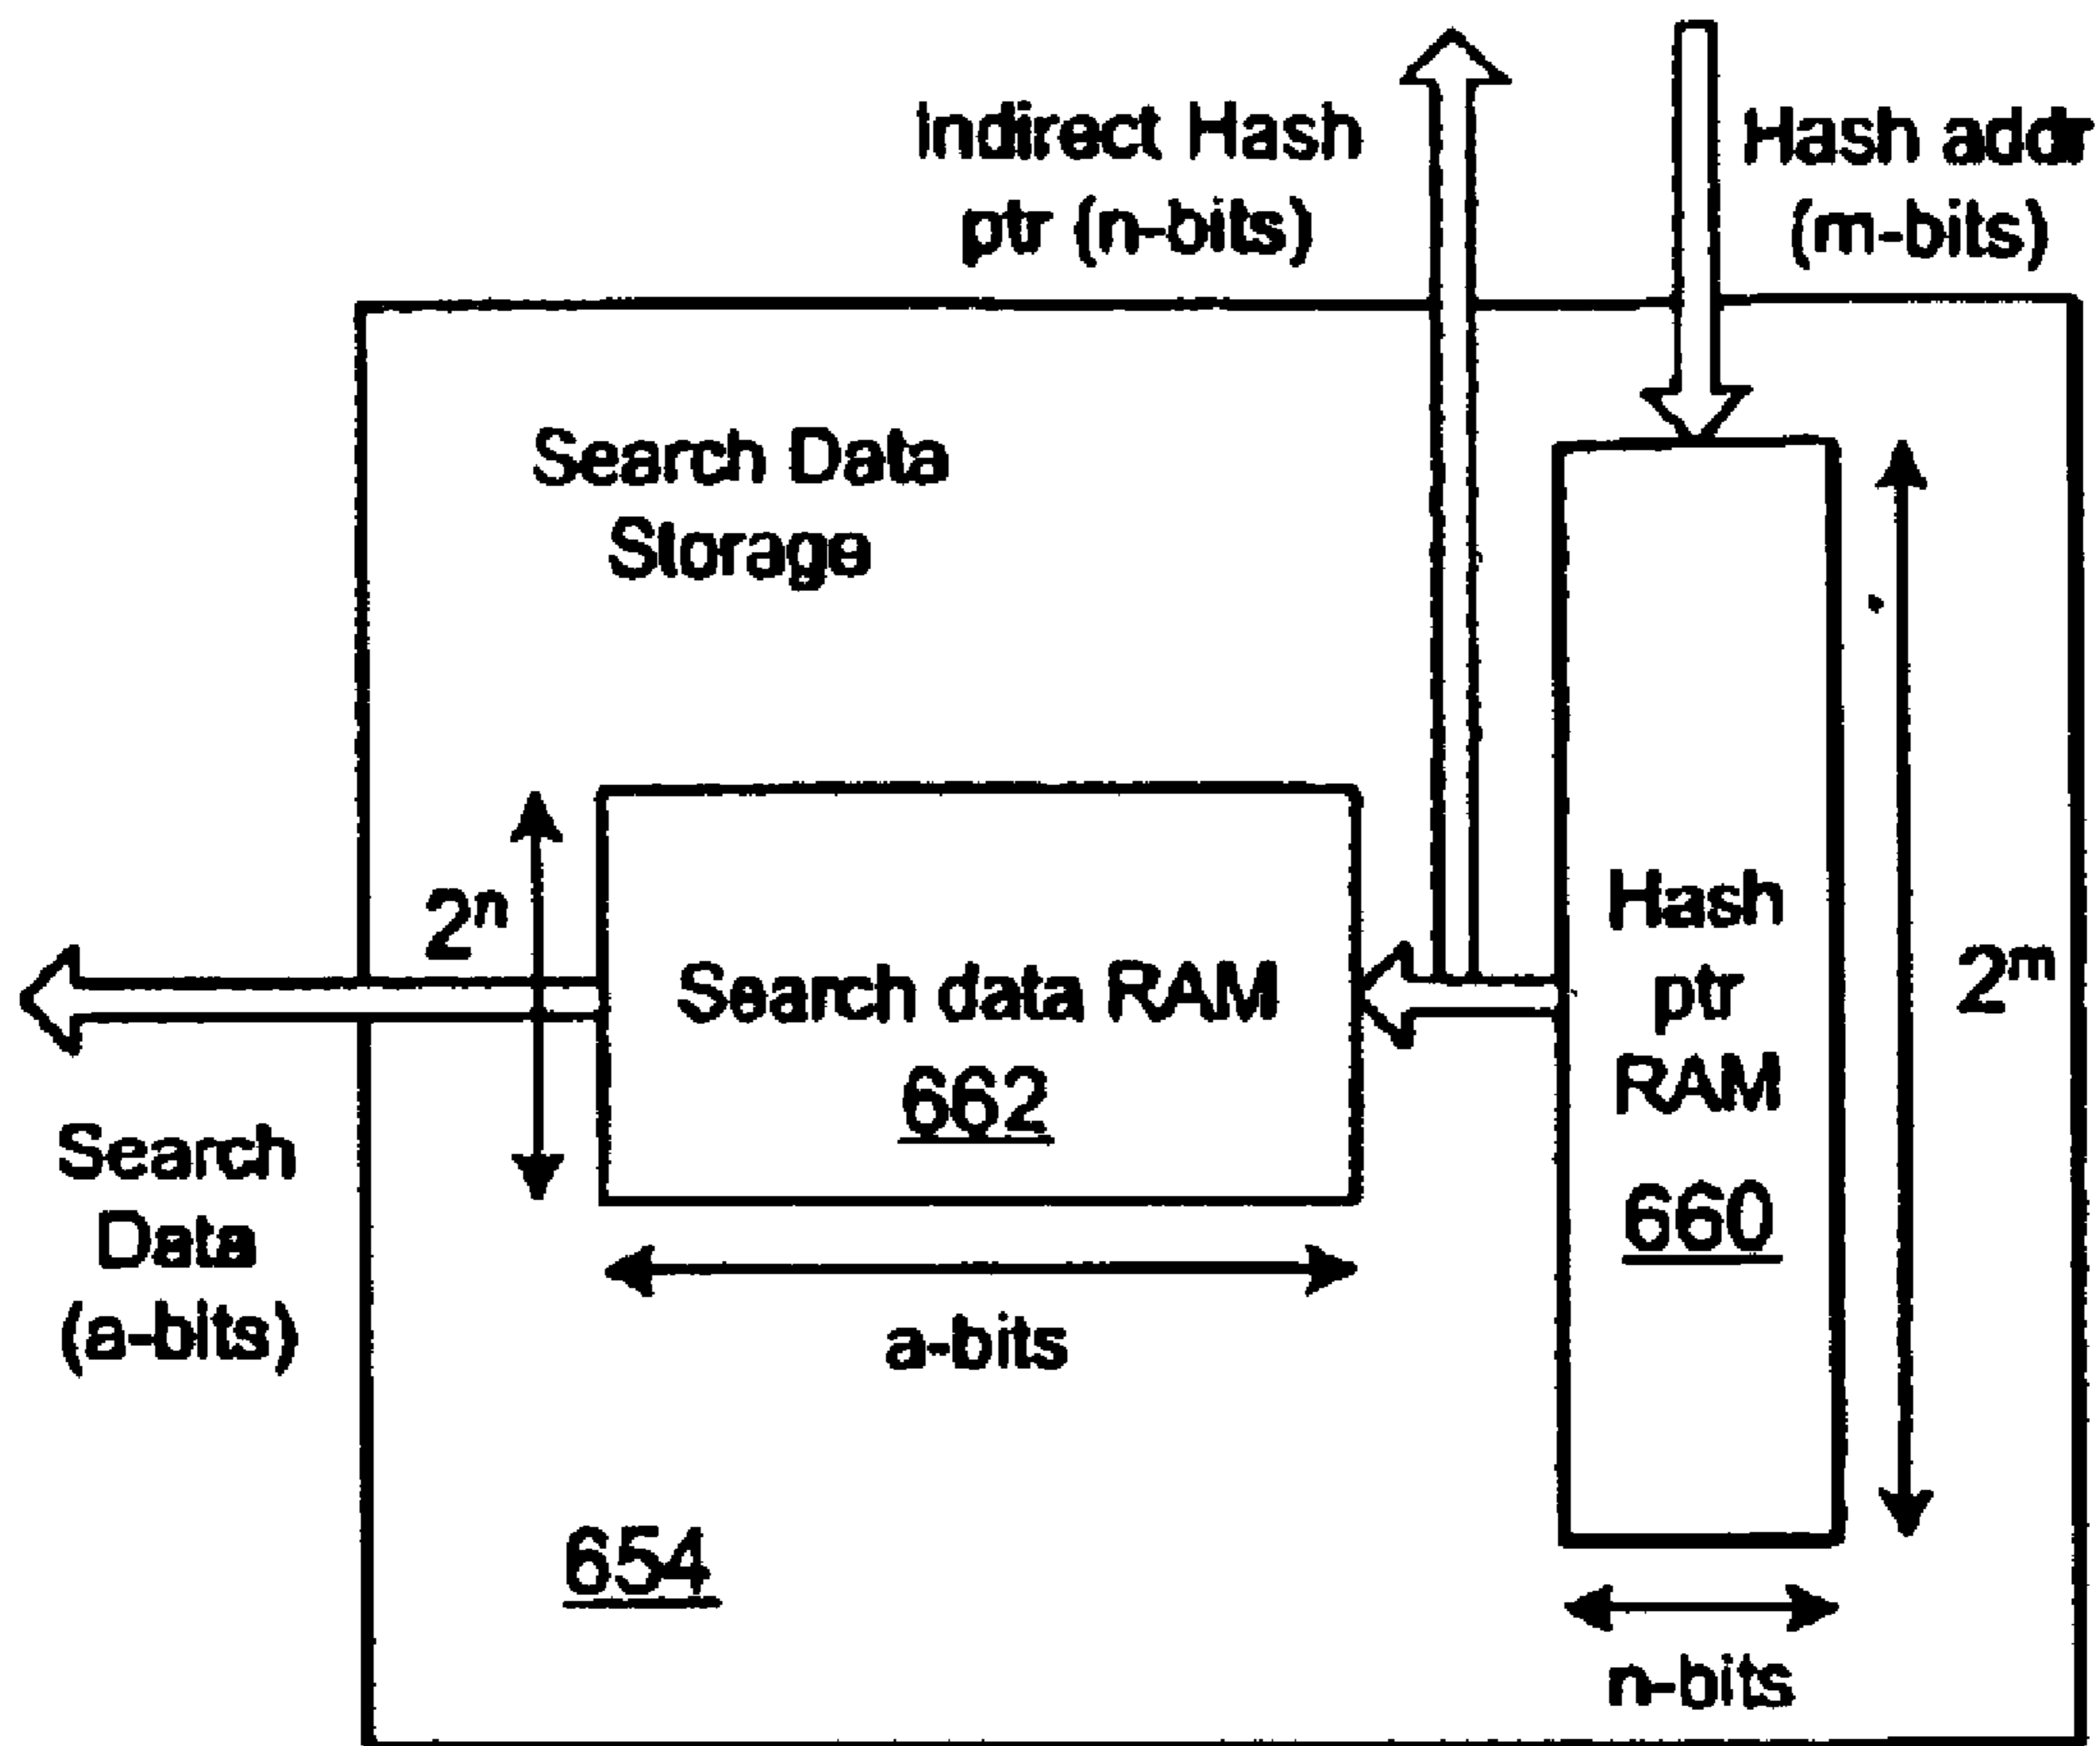 Indirect Hash
ptr (n-bits)
Hash addr
(m-bits)
Search Data
Storage
2ⁿ
Search data RAM
662
a-bits
Hash
ptr
RAM
660
2ᵐ
n-bits
Search
Data
(a-bits)
654